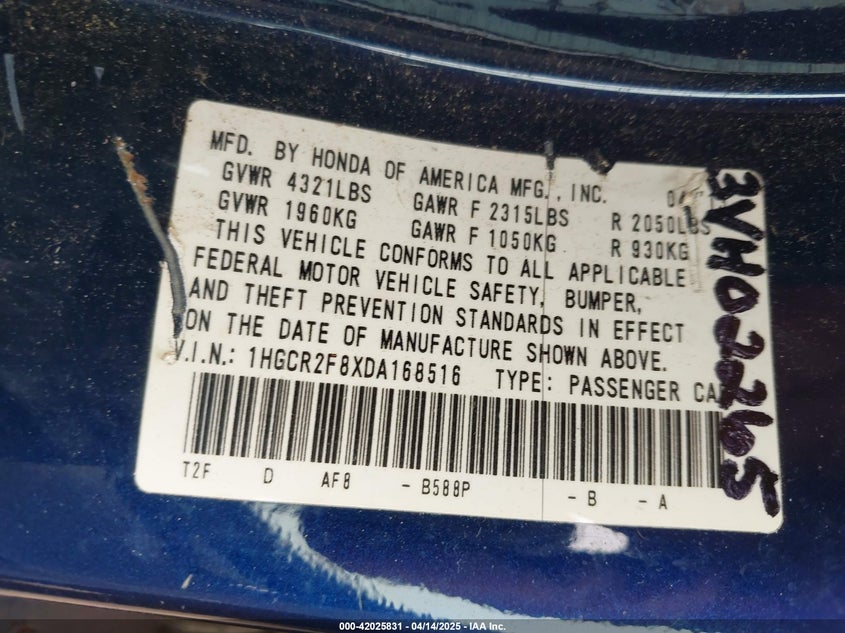 MFD. BY HONDA OF AMERICA MFG., INC.
GVWR 4321LBS GAWR F 2315LBS R 2050LBS
GVWR 1960KG GAWR F 1050KG R 930KG
THIS VEHICLE CONFORMS TO ALL APPLICABLE
FEDERAL MOTOR VEHICLE SAFETY, BUMPER,
AND THEFT PREVENTION STANDARDS IN EFFECT
ON THE DATE OF MANUFACTURE SHOWN ABOVE.
V.I.N.: 1HGCR2F8XDA168516 TYPE: PASSENGER CA
T2F D AF8 - B588P - B - A
3VH02265
000-42025831 - 04/14/2025 - IAA Inc.